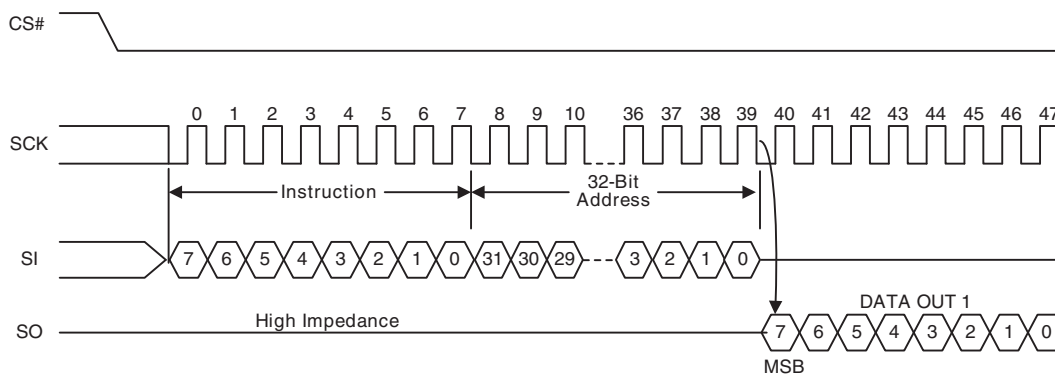 CS#
0 1 2 3 4 5 6 7 8 9 10 36 37 38 39 40 41 42 43 44 45 46 47
SCK
Instruction
32-Bit
Address
SI
7 6 5 4 3 2 1 0 31 30 29 3 2 1 0
DATA OUT 1
High Impedance
SO
7 6 5 4 3 2 1 0
MSB